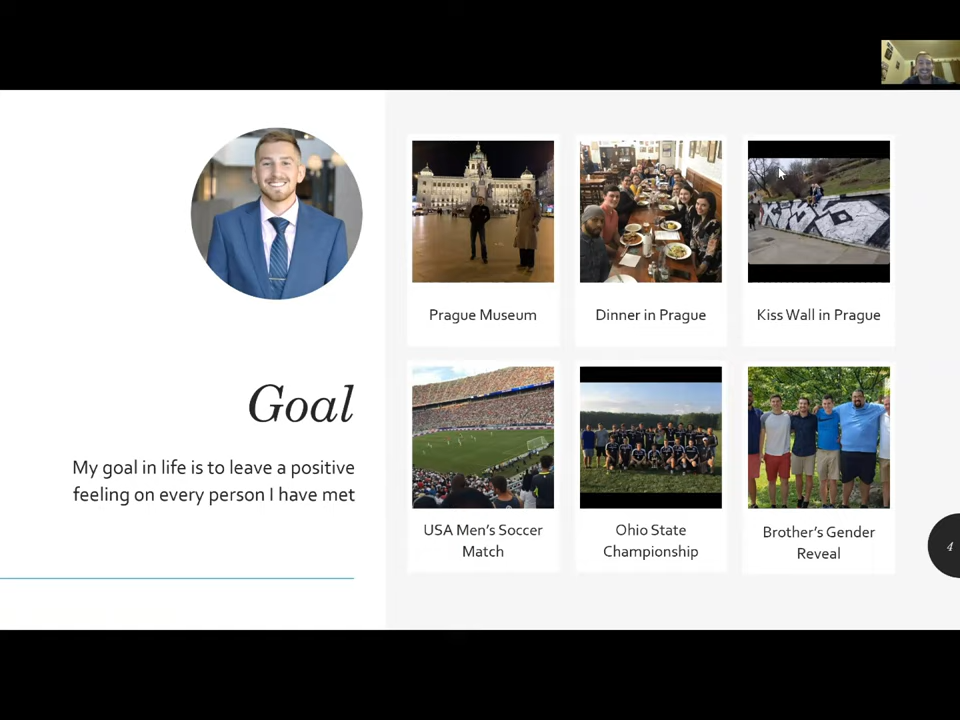 Goal
My goal in life is to leave a positive
feeling on every person I have met
KISS
Prague Museum
Dinner in Prague
Kiss Wall in Prague
USA Men's Soccer
Match
Ohio State
Championship
Brother's Gender
Reveal
4